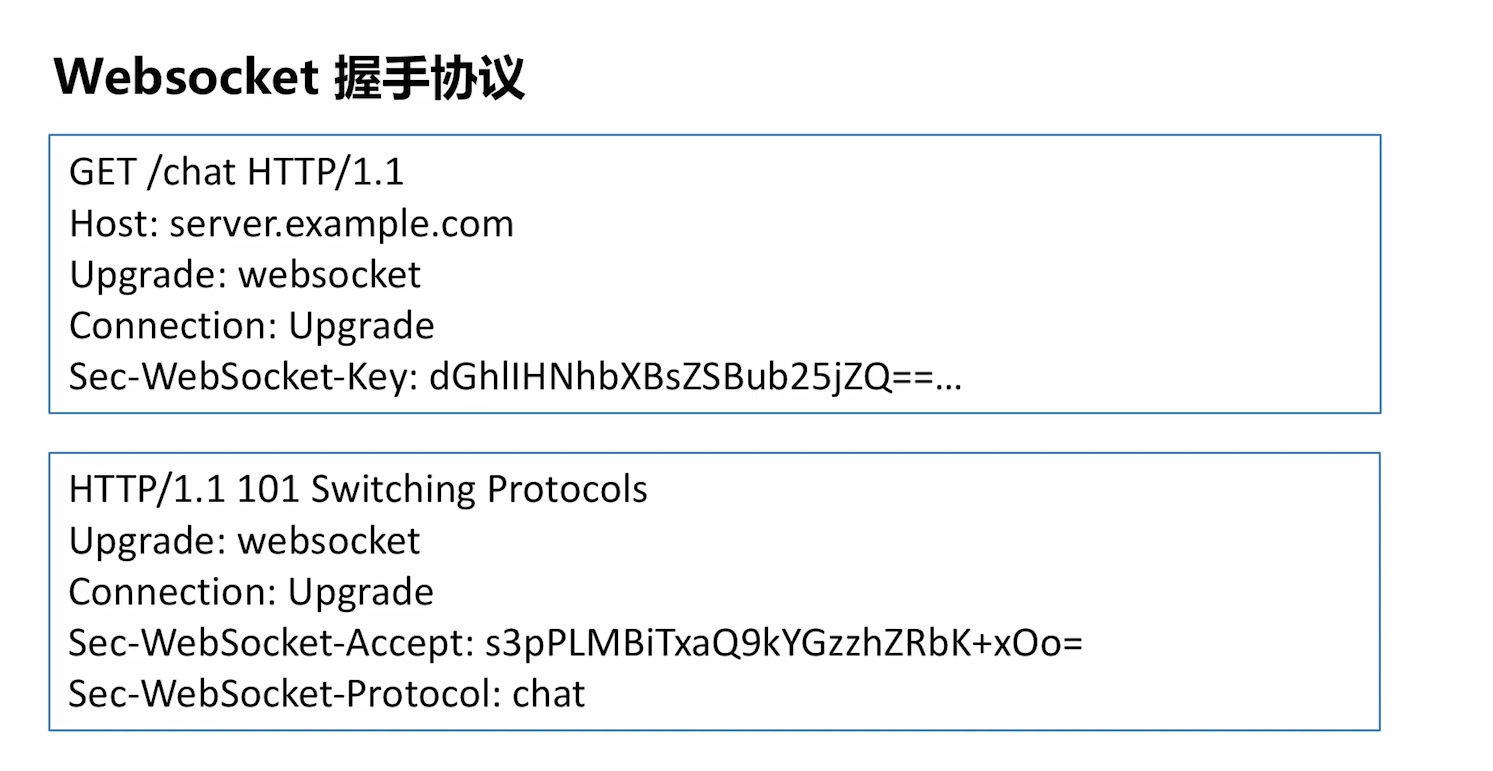 Websocket 握手协议
GET /chat HTTP/1.1
Host: server.example.com
Upgrade: websocket
Connection: Upgrade
Sec-WebSocket-Key: dGhlIHNhbXBsZSBub25jZQ==...
HTTP/1.1 101 Switching Protocols
Upgrade: websocket
Connection: Upgrade
Sec-WebSocket-Accept: s3pPLMBiTxaQ9kYGzzhZRbK+xOo=
Sec-WebSocket-Protocol: chat